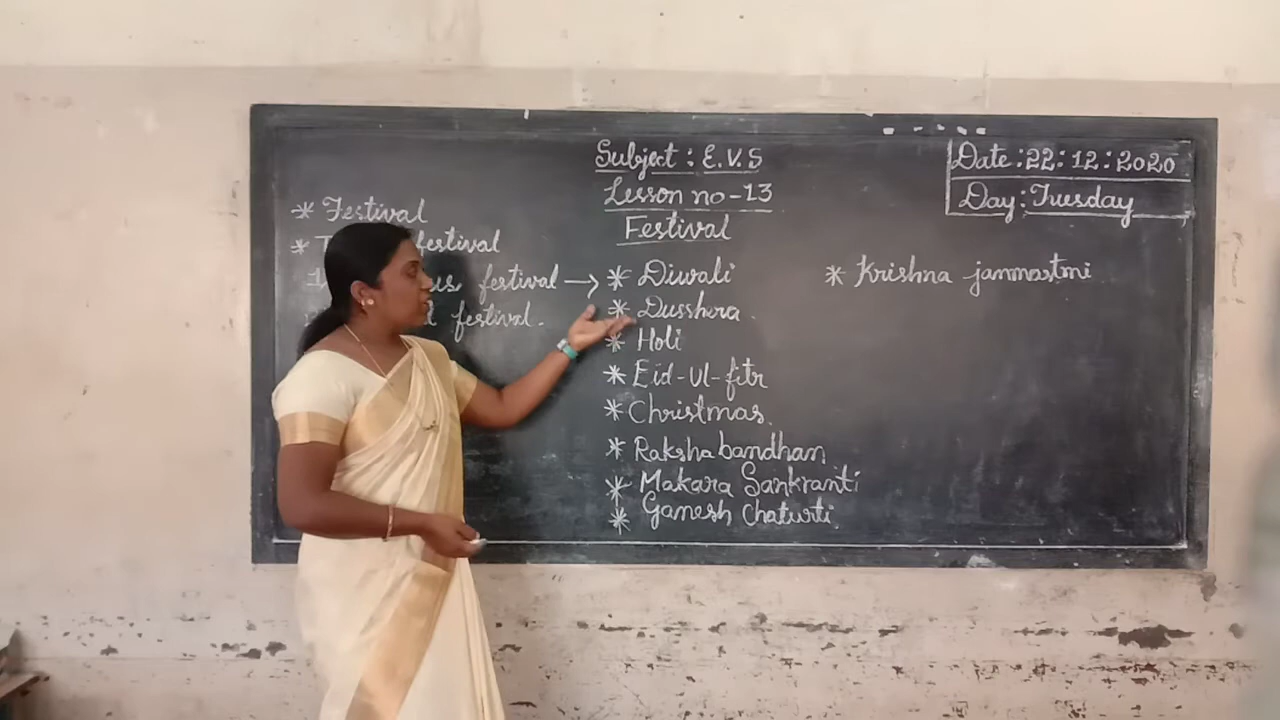 Subject : E.V.S
Lesson no - 13
Festival
Date : 22 : 12 : 2020
Day : Tuesday
* Festival
* festival
festival →
festival.
* Diwali
* Dusshera
* Holi
* Eid-Ul-fitr
* Christmas
* Raksha bandhan
* Makara Sankranti
* Ganesh Chaturti
* Krishna janmastmi